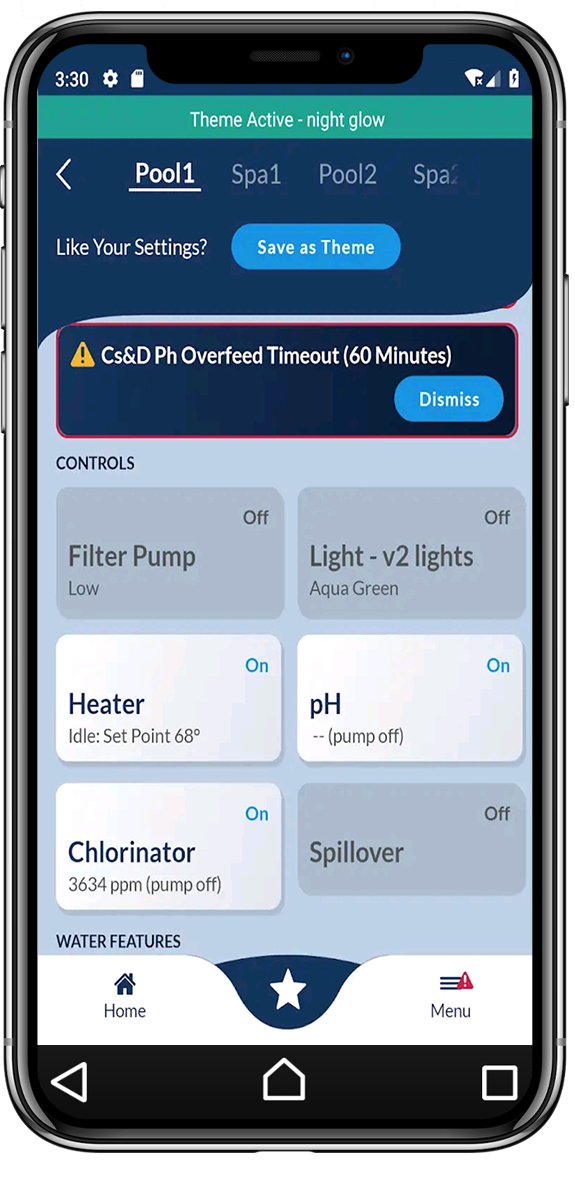 3:30
Theme Active - night glow
Pool1 Spa1 Pool2 Spa2
Like Your Settings? Save as Theme
Cs&D Ph Overfeed Timeout (60 Minutes)
Dismiss
CONTROLS
Off
Filter Pump
Low
Off
Light - v2 lights
Aqua Green
On
Heater
Idle: Set Point 68°
On
pH
-- (pump off)
On
Chlorinator
3634 ppm (pump off)
Off
Spillover
WATER FEATURES
Home
Menu